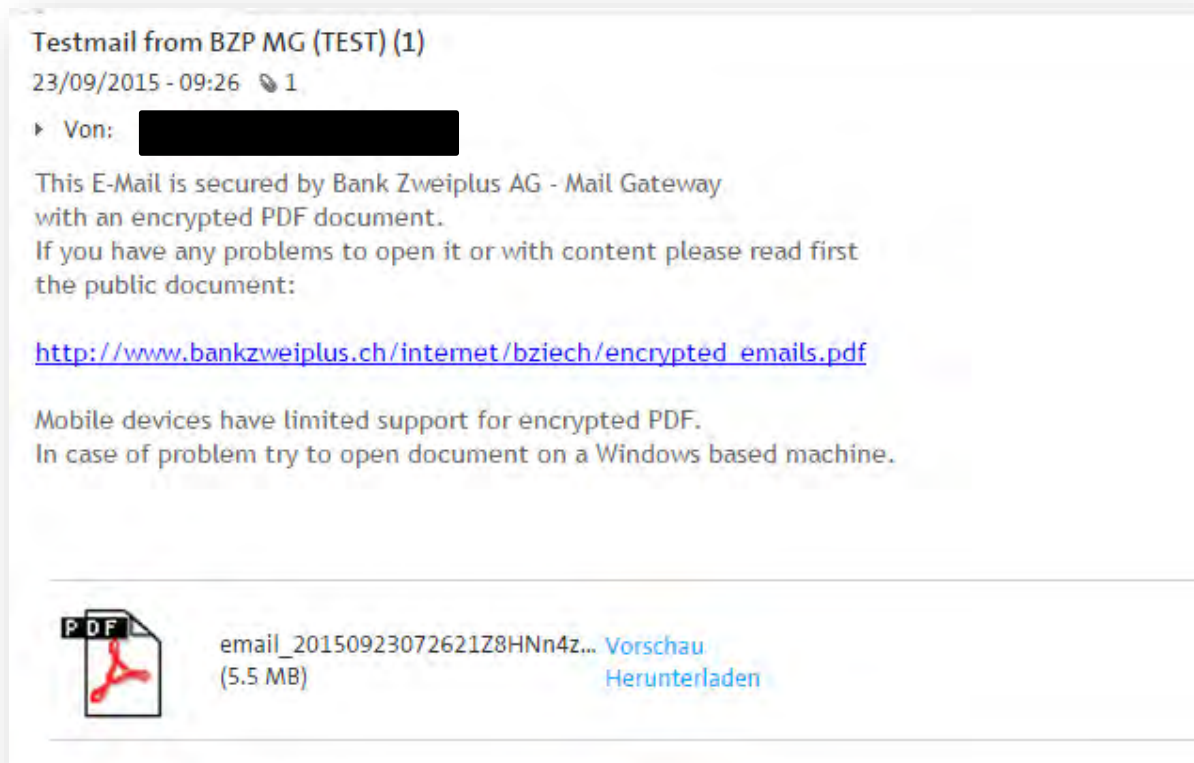 Testmail from BZP MG (TEST) (1)
23/09/2015 - 09:26 1
Von:
This E-Mail is secured by Bank Zweiplus AG - Mail Gateway
with an encrypted PDF document.
If you have any problems to open it or with content please read first
the public document:
http://www.bankzweiplus.ch/internet/bziech/encrypted_emails.pdf
Mobile devices have limited support for encrypted PDF.
In case of problem try to open document on a Windows based machine.
PDF
email_20150923072621Z8HNn4z... Vorschau
(5.5 MB) Herunterladen